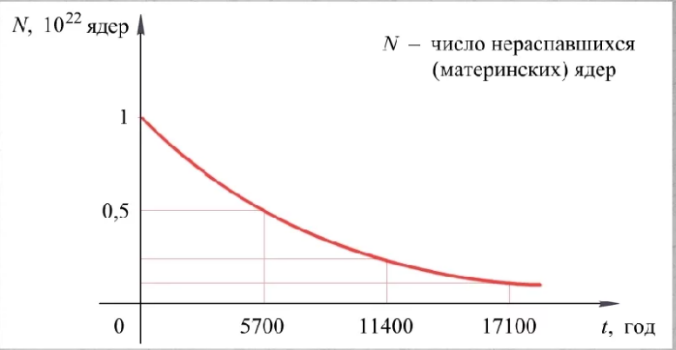 N, 10²² ядер
N – число нераспавшихся
(материнских) ядер
1
0,5
0 5700 11400 17100 t, год